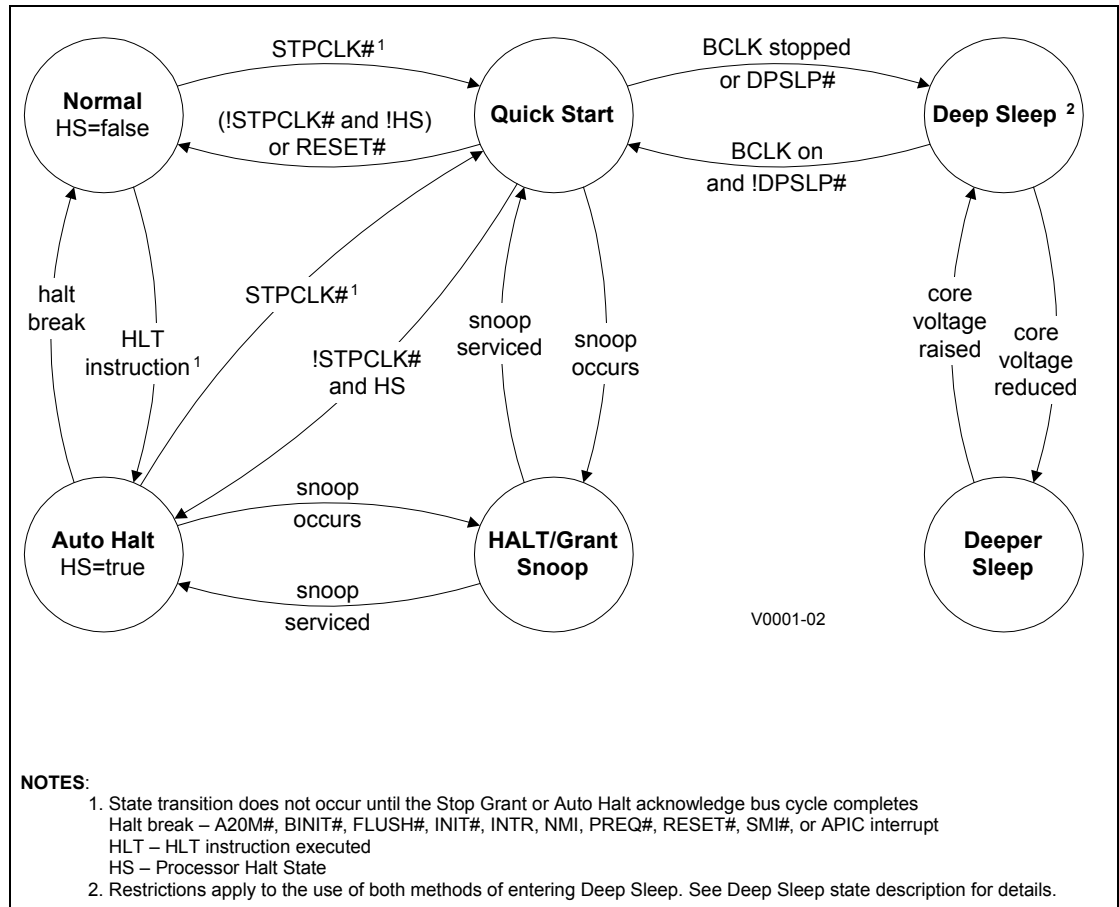 STPCLK# 1
BCLK stopped
or DPSLP#
Normal
HS=false
(!STPCLK# and !HS)
or RESET#
Quick Start
Deep Sleep 2
BCLK on
and !DPSLP#
halt
break
HLT
instruction 1
STPCLK# 1
!STPCLK#
and HS
snoop
serviced
snoop
occurs
core
voltage
raised
core
voltage
reduced
Auto Halt
HS=true
snoop
occurs
HALT/Grant
Snoop
snoop
serviced
Deeper
Sleep
V0001-02
NOTES:
1. State transition does not occur until the Stop Grant or Auto Halt acknowledge bus cycle completes
Halt break – A20M#, BINIT#, FLUSH#, INIT#, INTR, NMI, PREQ#, RESET#, SMI#, or APIC interrupt
HLT – HLT instruction executed
HS – Processor Halt State
2. Restrictions apply to the use of both methods of entering Deep Sleep. See Deep Sleep state description for details.